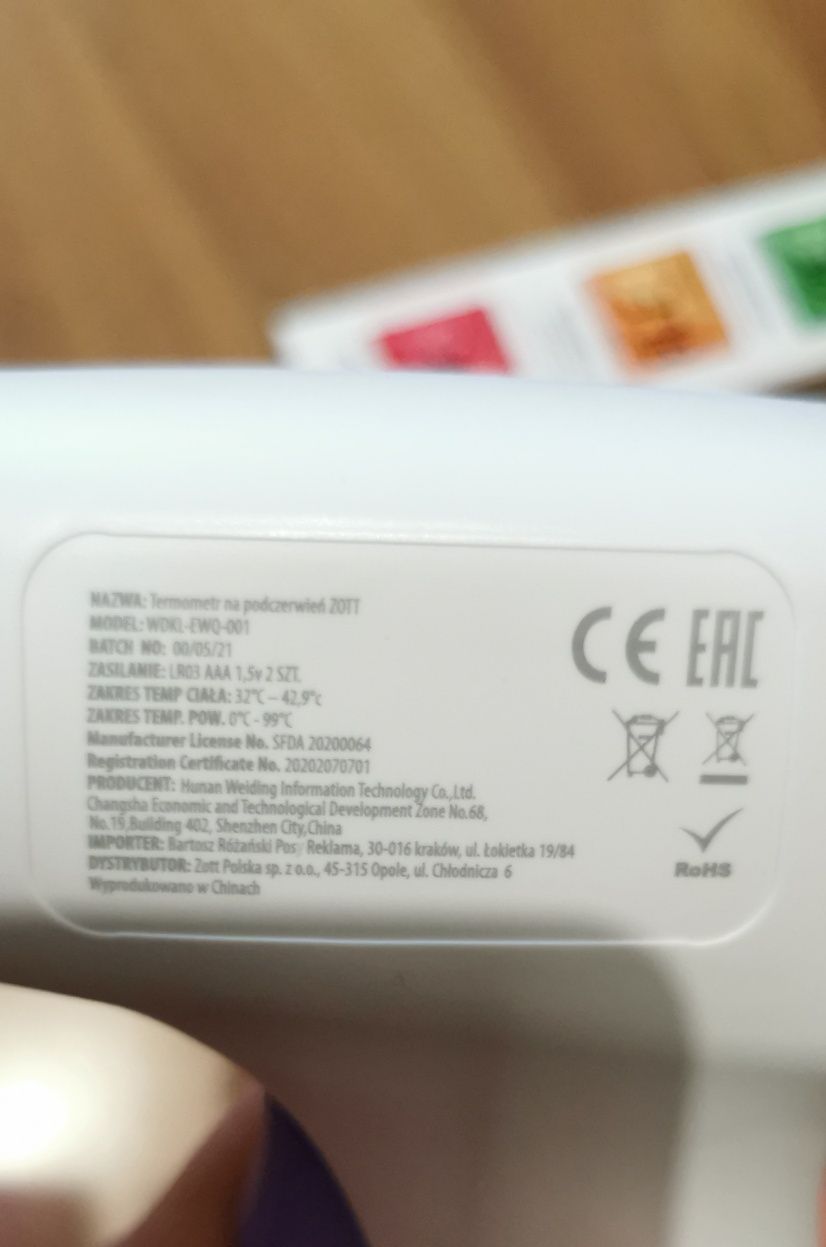 NAZWA: Termometr na podczerwień ZOTT
MODEL: WDKL-EWQ-001
BATCH NO: 00/05/21
ZASILANIE: LR03 AAA 1,5v 2 SZT.
ZAKRES TEMP CIAŁA: 32°C – 42,9°c
ZAKRES TEMP. POW. 0°C - 99°C
Manufacturer License No. SFDA 20200064
Registration Certificate No. 20202070701
PRODUCENT: Hunan Weiding Information Technology Co.,Ltd.
Changsha Economic and Technological Development Zone No.68,
No.19,Building 402, Shenzhen City,China
IMPORTER: Bartosz Różański Posy Reklama, 30-016 kraków, ul. Łokietka 19/84
DYSTRYBUTOR: Zott Polska sp. z o.o., 45-315 Opole, ul. Chłodnicza 6
Wyprodukowano w Chinach
CE EAC
RoHS